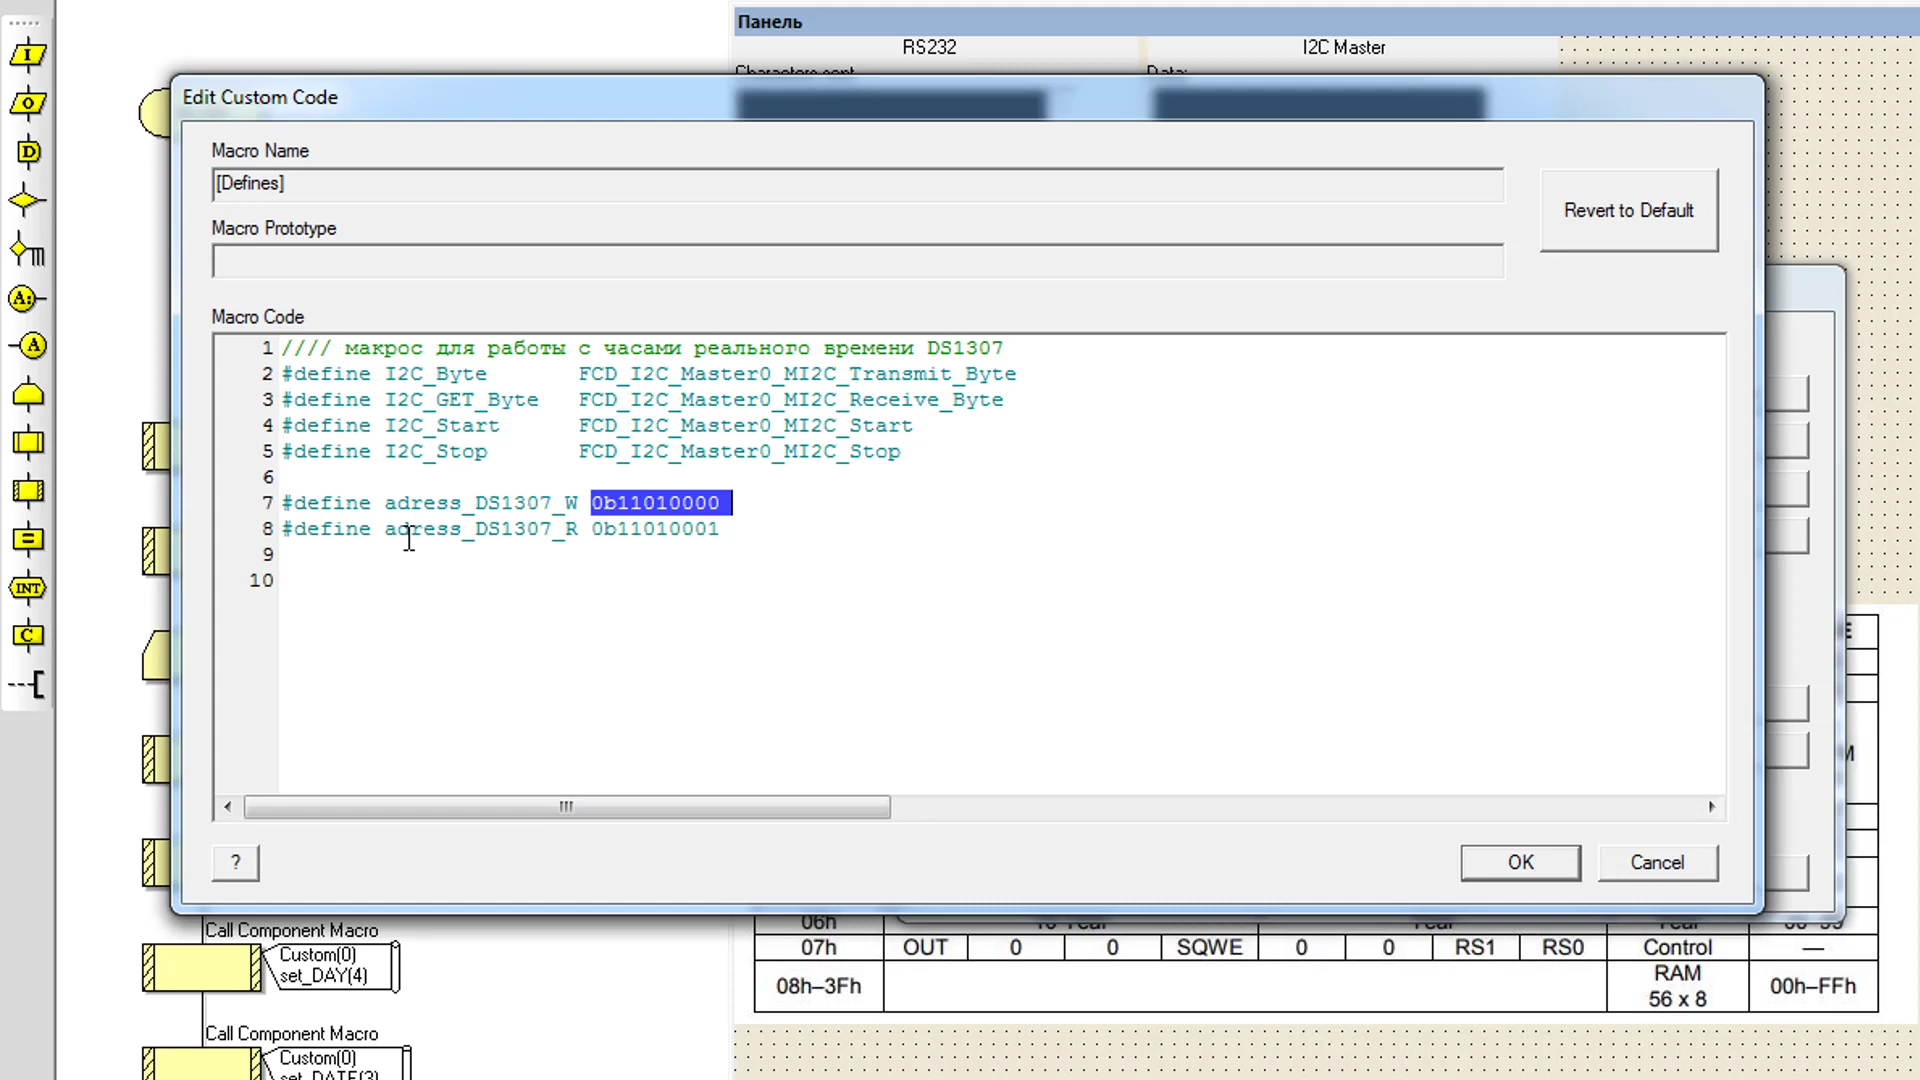 Панель
RS232
I2C Master
Edit Custom Code
Macro Name
[Defines]
Revert to Default
Macro Prototype
Macro Code
1 //// макрос для работы с часами реального времени DS1307
2 #define I2C_Byte FCD_I2C_Master0_MI2C_Transmit_Byte
3 #define I2C_GET_Byte FCD_I2C_Master0_MI2C_Receive_Byte
4 #define I2C_Start FCD_I2C_Master0_MI2C_Start
5 #define I2C_Stop FCD_I2C_Master0_MI2C_Stop
6
7 #define adress_DS1307_W 0b11010000
8 #define adress_DS1307_R 0b11010001
9
10
? OK Cancel
I
O
D
A:
A
=
INT
C
Call Component Macro
Custom(0)
set_DAY(4)
Call Component Macro
Custom(0)
set_DATE(3)
06h
07h OUT 0 0 SQWE 0 0 RS1 RS0 Control —
08h–3Fh RAM 56 x 8 00h–FFh